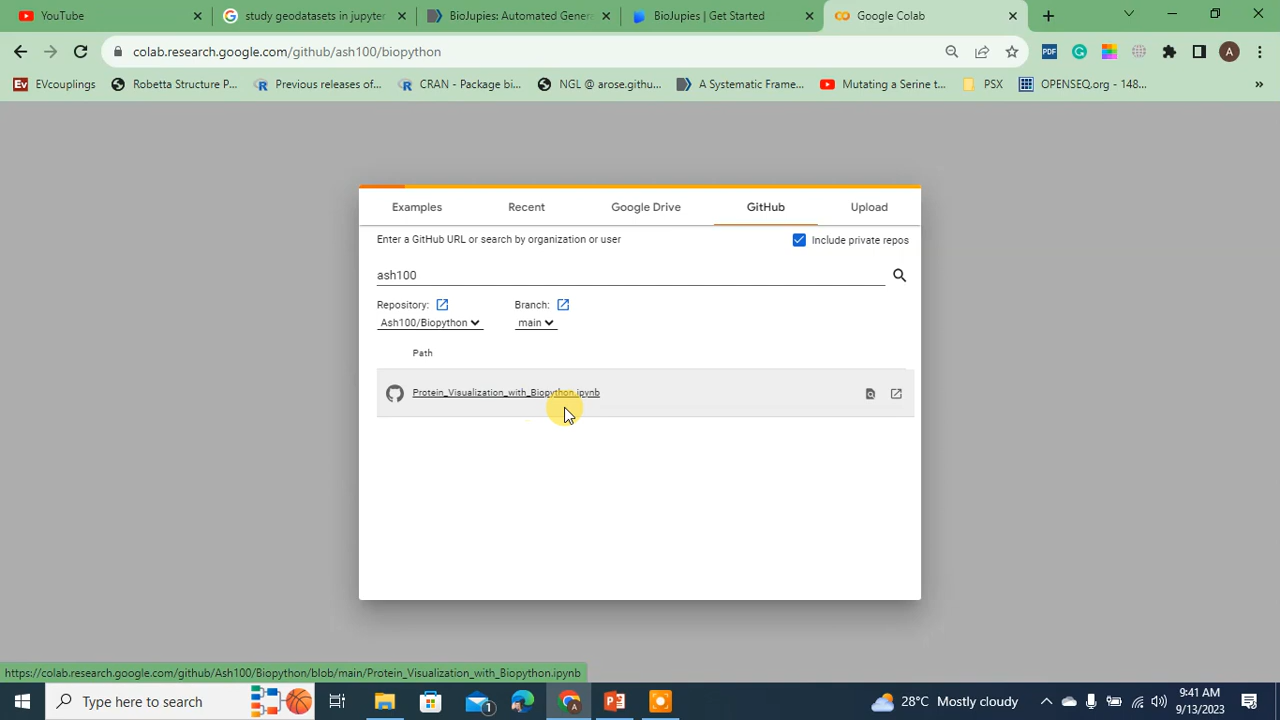 YouTube
study geodatasets in jupyter
BioJupies: Automated Gener
BioJupies | Get Started
Google Colab
colab.research.google.com/github/ash100/biopython
PDF
A
Ev EVcouplings
Robetta Structure P...
Previous releases of...
CRAN - Package bi...
NGL @ arose.githu...
A Systematic Frame...
Mutating a Serine t...
PSX
OPENSEQ.org - 148...
Examples
Recent
Google Drive
GitHub
Upload
Enter a GitHub URL or search by organization or user
Include private repos
ash100
Repository:
Branch:
Ash100/Biopython
main
Path
Protein_Visualization_with_Biopython.ipynb
https://colab.research.google.com/github/Ash100/Biopython/blob/main/Protein_Visualization_with_Biopython.ipynb
Type here to search
1
28°C Mostly cloudy
9:41 AM
9/13/2023